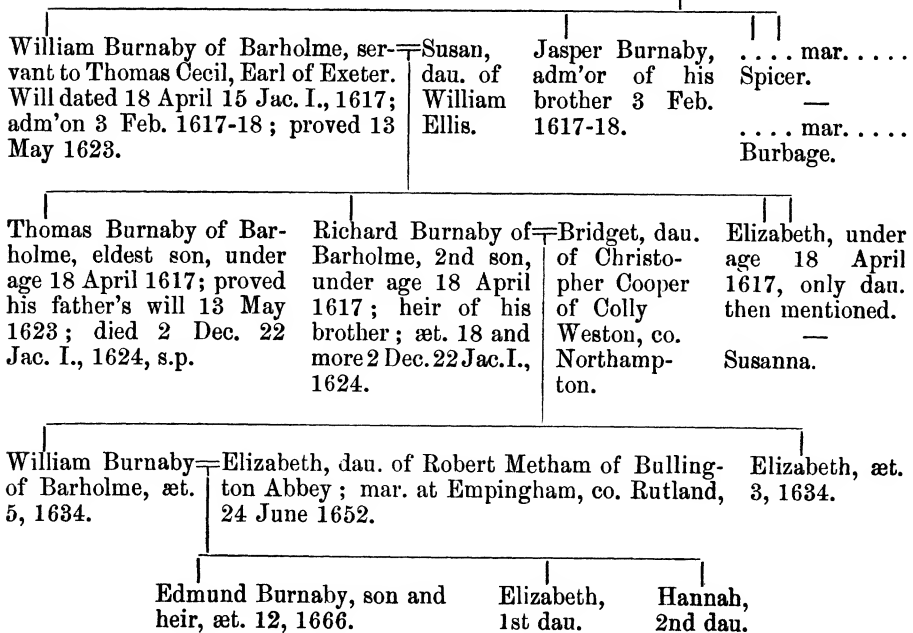 William Burnaby of Barholme, ser-
vant to Thomas Cecil, Earl of Exeter.
Will dated 18 April 15 Jac. I., 1617;
adm'on 3 Feb. 1617-18; proved 13
May 1623.
Susan,
dau. of
William
Ellis.
Jasper Burnaby,
adm'or of his
brother 3 Feb.
1617-18.
. . . . mar. . . . .
Spicer.
—
. . . . mar. . . . .
Burbage.
Thomas Burnaby of Bar-
holme, eldest son, under
age 18 April 1617; proved
his father's will 13 May
1623; died 2 Dec. 22
Jac. I., 1624, s.p.
Richard Burnaby of
Barholme, 2nd son,
under age 18 April
1617; heir of his
brother; æt. 18 and
more 2 Dec. 22 Jac. I.,
1624.
Bridget, dau.
of Christo-
pher Cooper
of Colly
Weston, co.
Northamp-
ton.
Elizabeth, under
age 18 April
1617, only dau.
then mentioned.
—
Susanna.
William Burnaby
of Barholme, æt.
5, 1634.
Elizabeth, dau. of Robert Metham of Bulling-
ton Abbey; mar. at Empingham, co. Rutland,
24 June 1652.
Elizabeth, æt.
3, 1634.
Edmund Burnaby, son and
heir, æt. 12, 1666.
Elizabeth,
1st dau.
Hannah,
2nd dau.